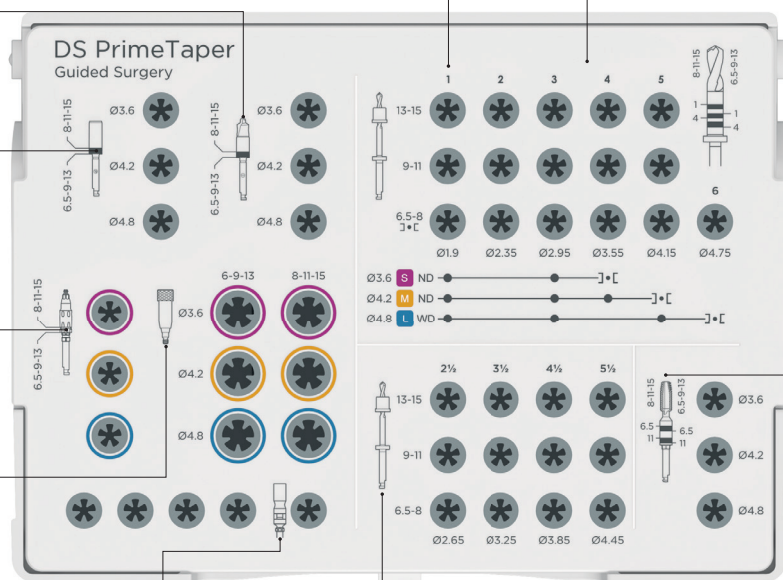 DS PrimeTaper
Guided Surgery
8-11-15
6.5-9-13
Ø3.6
Ø4.2
Ø4.8
8-11-15
6.5-9-13
Ø3.6
Ø4.2
Ø4.8
1 2 3 4 5
13-15
9-11
6.5-8
]•[
6
Ø1.9 Ø2.35 Ø2.95 Ø3.55 Ø4.15 Ø4.75
8-11-15
6.5-9-13
1
4
1
4
Ø3.6 S ND ]•[
Ø4.2 M ND ]•[
Ø4.8 L WD ]•[
8-11-15
6.5-9-13
6-9-13 8-11-15
Ø3.6
Ø4.2
Ø4.8
2½ 3½ 4½ 5½
13-15
9-11
6.5-8
Ø2.65 Ø3.25 Ø3.85 Ø4.45
8-11-15
6.5-9-13
6.5
11
6.5
11
Ø3.6
Ø4.2
Ø4.8